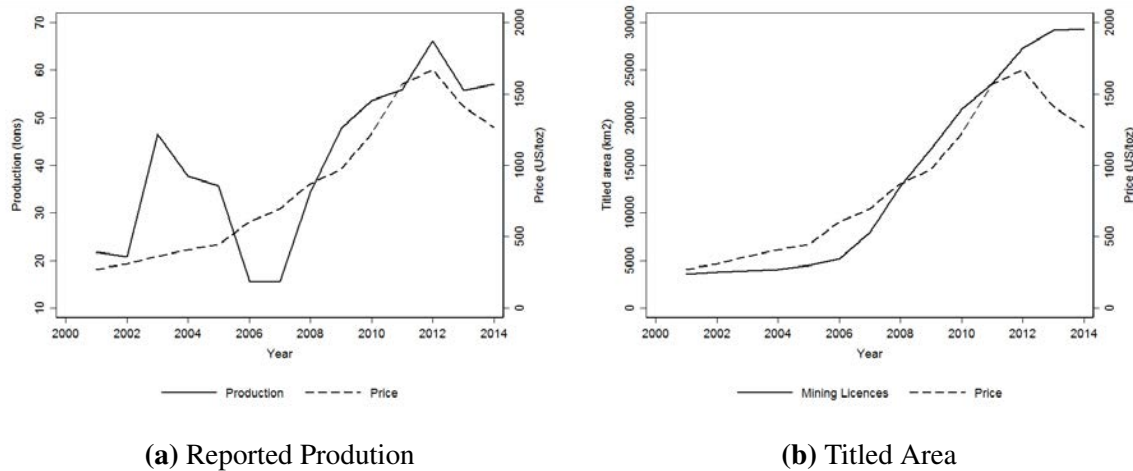 70
60
50
40
30
20
10
Production (tons)
2000
1500
1000
500
0
Price (US/toz)
2000 2002 2004 2006 2008 2010 2012 2014
Year
Production Price
(a) Reported Prodution
30000
25000
20000
15000
10000
5000
0
Titled area (km2)
2000
1500
1000
500
0
Price (US/toz)
2000 2002 2004 2006 2008 2010 2012 2014
Year
Mining Licences Price
(b) Titled Area